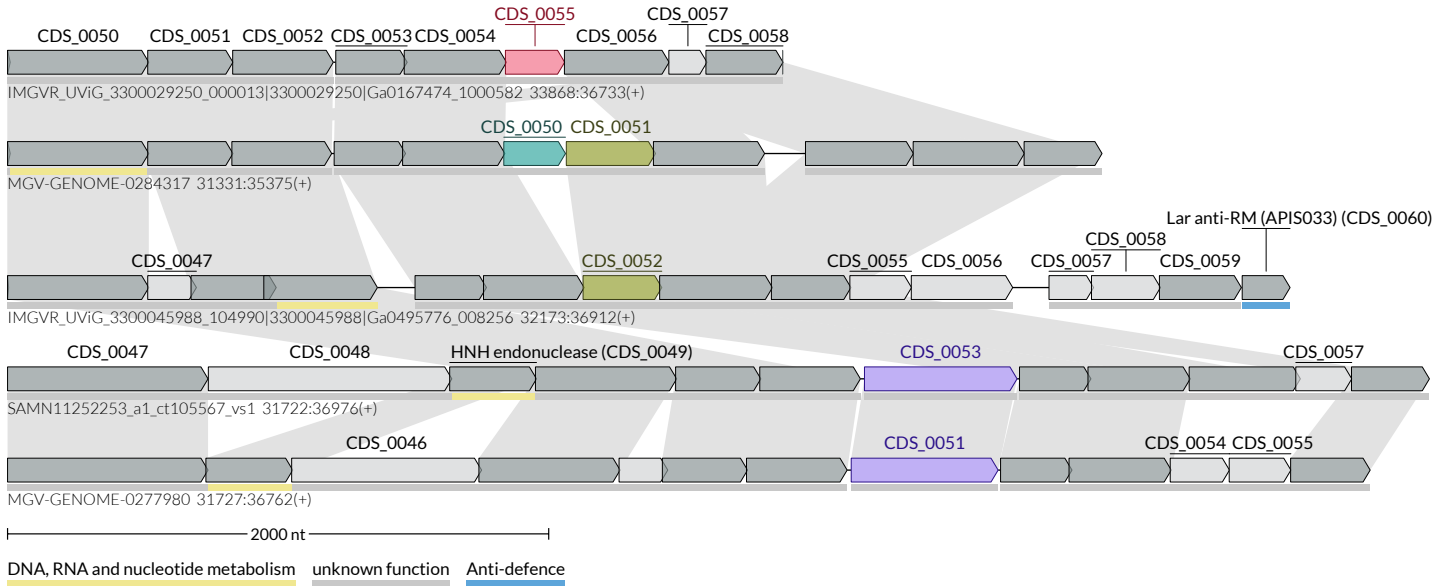 CDS_0055 CDS_0057
CDS_0050 CDS_0051 CDS_0052 CDS_0053 CDS_0054 CDS_0056 CDS_0058
IMGVR_UViG_3300029250_000013|3300029250|Ga0167474_1000582 33868:36733(+)
CDS_0050 CDS_0051
MGV-GENOME-0284317 31331:35375(+)
Lar anti-RM (APIS033) (CDS_0060)
CDS_0058
CDS_0047 CDS_0052 CDS_0055 CDS_0056 CDS_0057 CDS_0059
IMGVR_UViG_3300045988_104990|3300045988|Ga0495776_008256 32173:36912(+)
CDS_0047 CDS_0048 HNH endonuclease (CDS_0049) CDS_0053 CDS_0057
SAMN11252253_a1_ct105567_vs1 31722:36976(+)
CDS_0046 CDS_0051 CDS_0054 CDS_0055
MGV-GENOME-0277980 31727:36762(+)
2000 nt
DNA, RNA and nucleotide metabolism unknown function Anti-defence